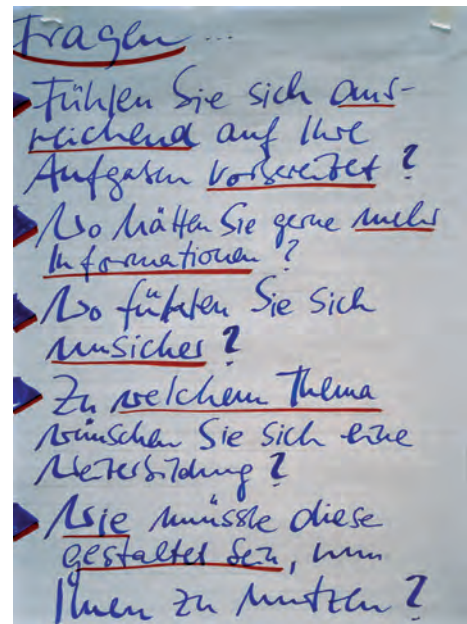 Fragen ...
Fühlen Sie sich aus-
reichend auf Ihre
Aufgaben vorbereitet ?
Wo hätten Sie gerne mehr
Informationen ?
Wo fühlten Sie sich
unsicher ?
Zu welchem Thema
wünschen Sie sich eine
Weiterbildung ?
Wie müsste diese
gestaltet sein, um
Ihnen zu nutzen ?